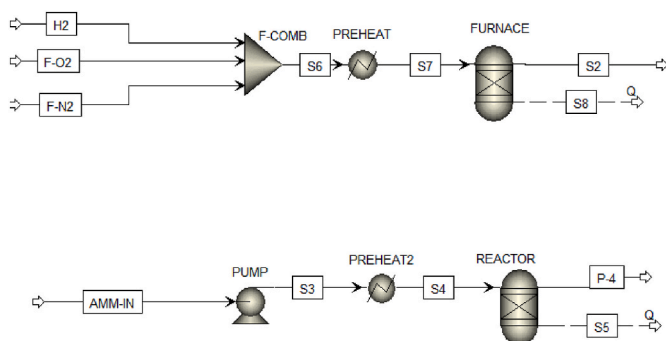 H2
F-O2
F-N2
F-COMB
S6
PREHEAT
S7
FURNACE
S2
S8
Q
AMM-IN
PUMP
S3
PREHEAT2
S4
REACTOR
P-4
S5
Q